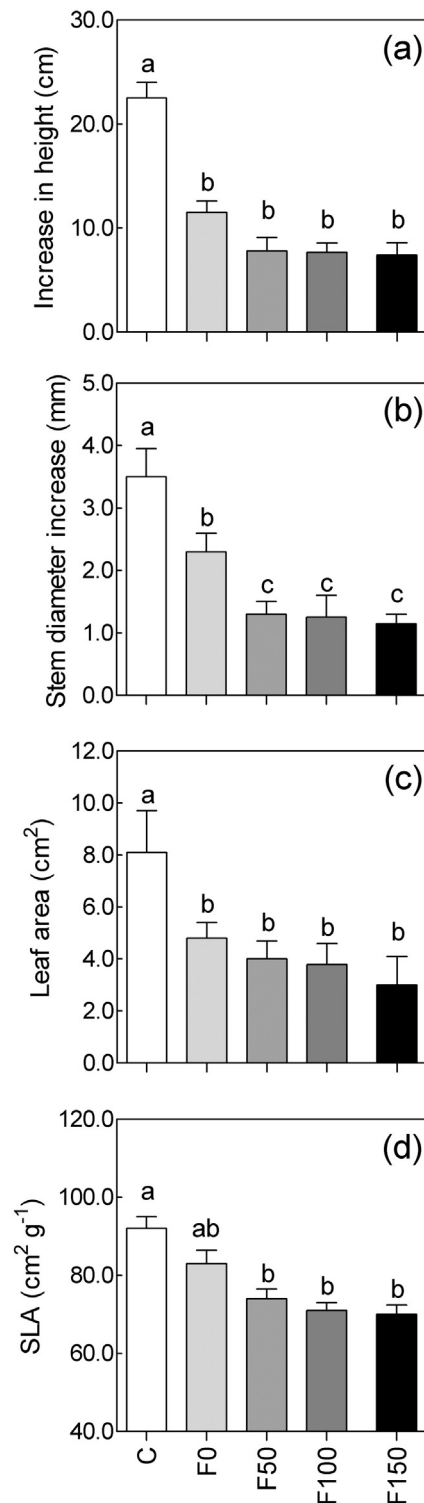 (a)
Increase in height (cm)
30.0
20.0
10.0
0.0
a
b
b
b
b
(b)
Stem diameter increase (mm)
5.0
4.0
3.0
2.0
1.0
0.0
a
b
c
c
c
(c)
Leaf area (cm²)
12.0
10.0
8.0
6.0
4.0
2.0
0.0
a
b
b
b
b
(d)
SLA (cm² g⁻¹)
120.0
100.0
80.0
60.0
40.0
a
ab
b
b
b
C
F0
F50
F100
F150